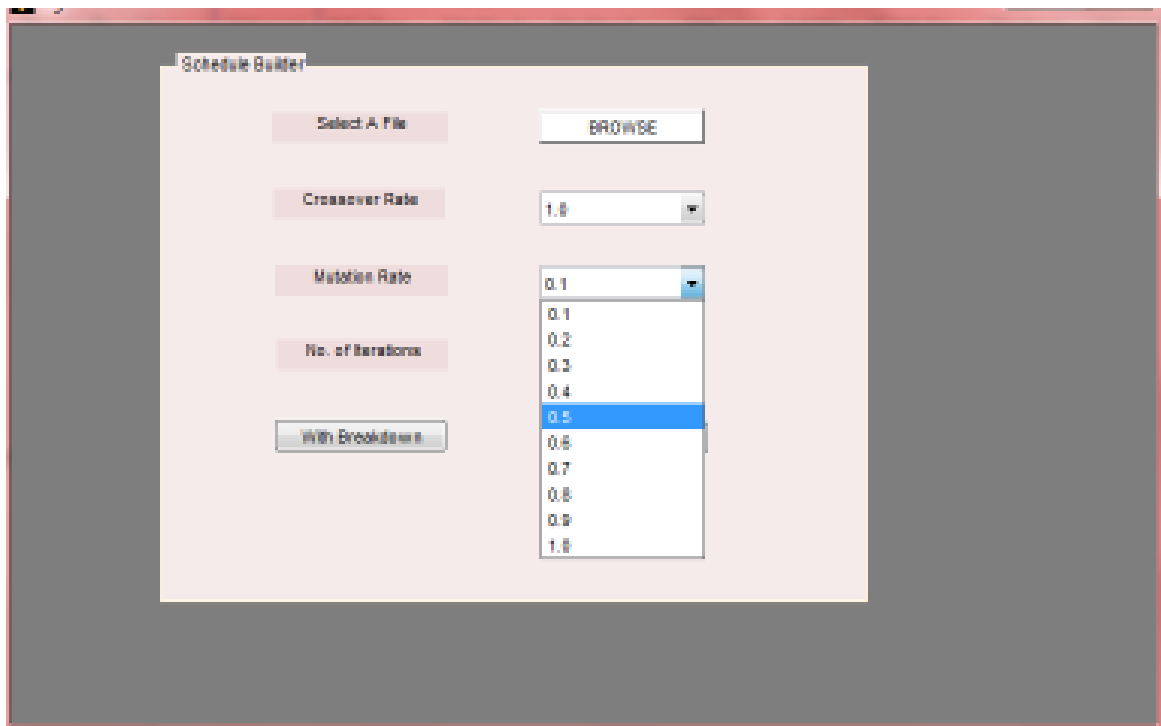 Schedule Builder
Select A File
BROWSE
Crossover Rate
1.0
Mutation Rate
0.1
0.1
0.2
0.3
0.4
0.5
0.6
0.7
0.8
0.9
1.0
No. of Iterations
With Breakdown